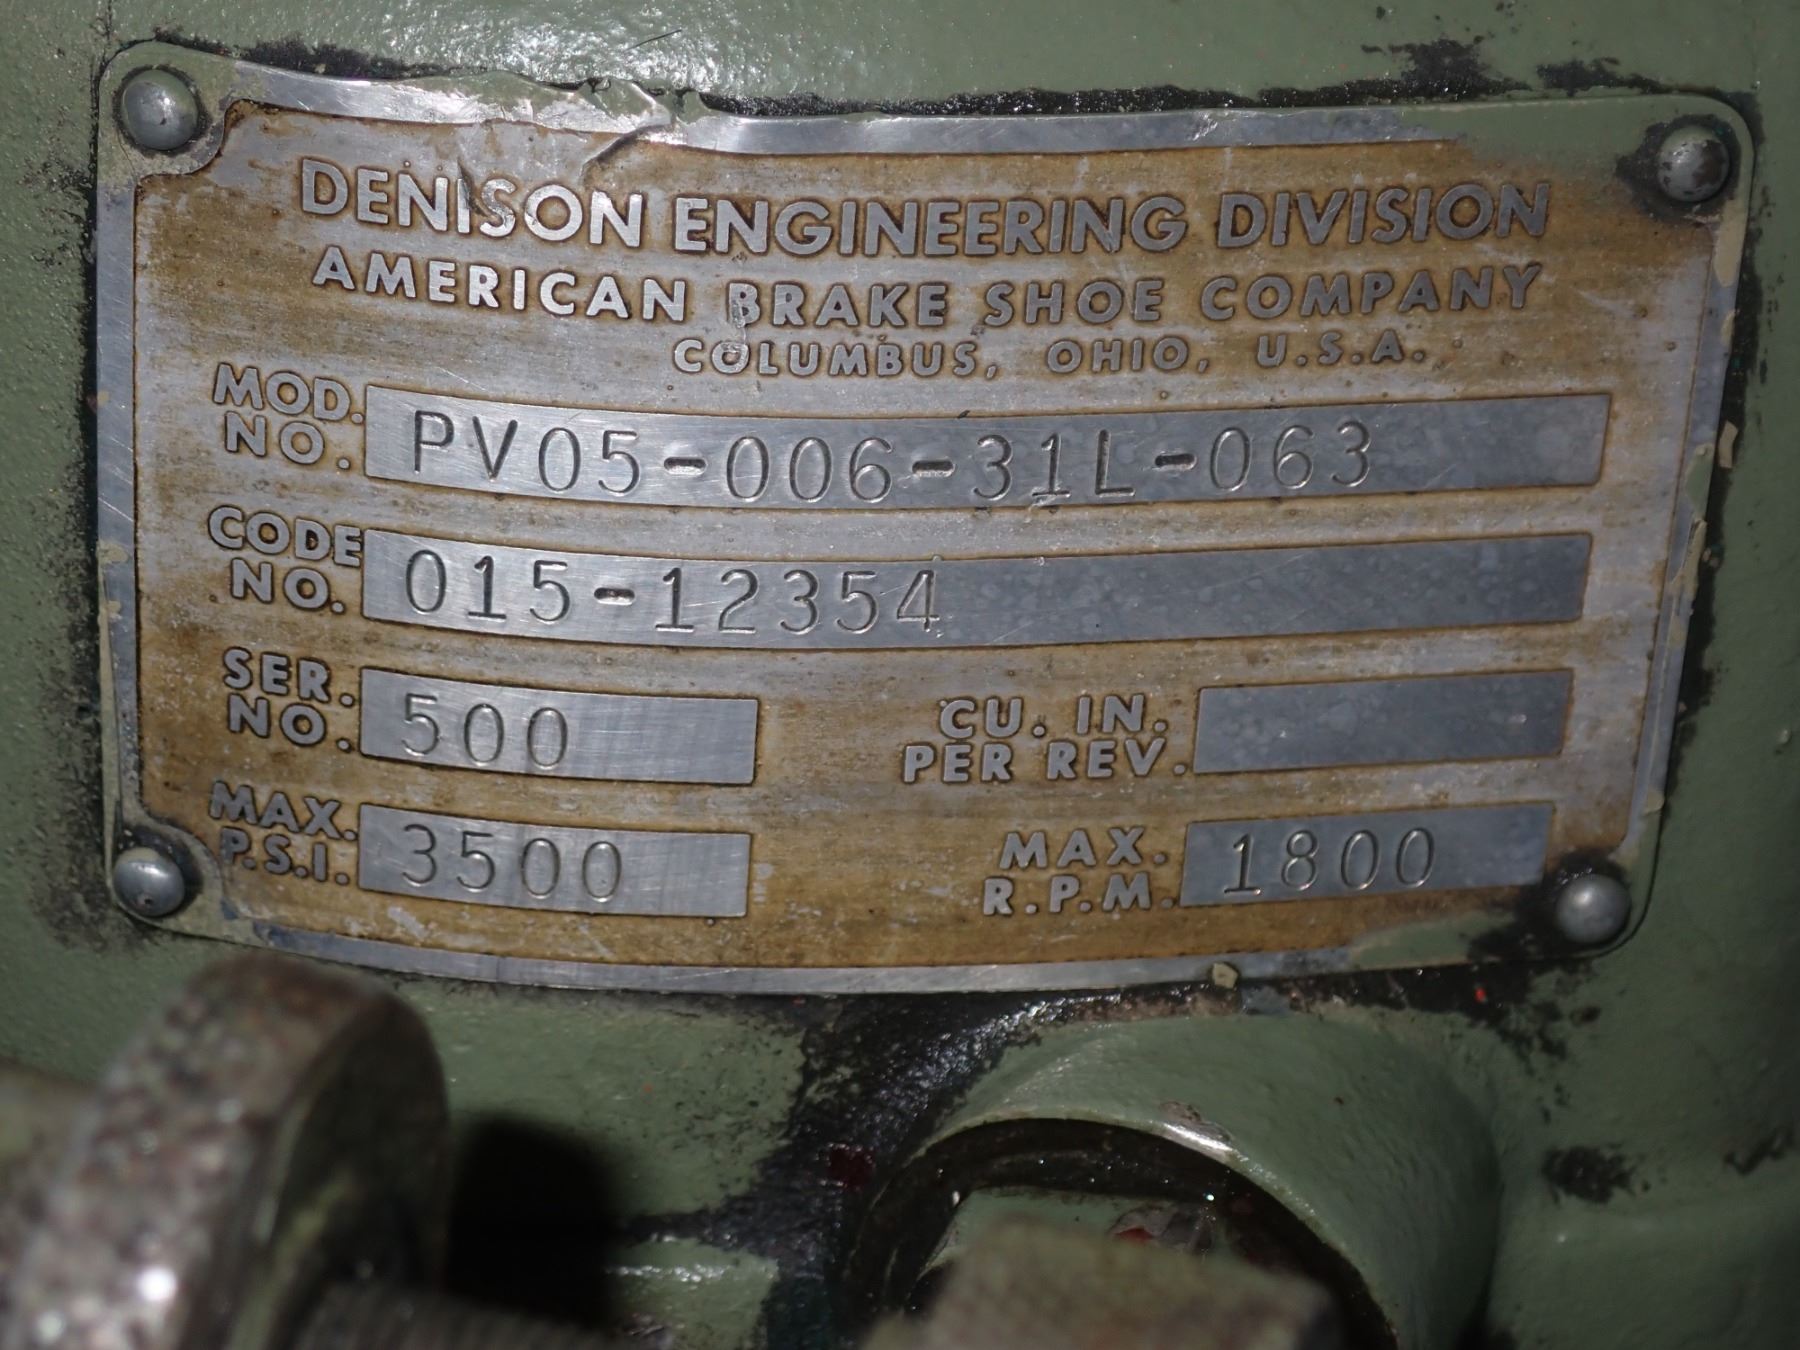 DENISON ENGINEERING DIVISION
AMERICAN BRAKE SHOE COMPANY
COLUMBUS, OHIO, U.S.A.
MOD. NO. PV05-006-31L-063
CODE NO. 015-12354
SER. NO. 500 CU. IN. PER REV.
MAX. P.S.I. 3500 MAX. R.P.M. 1800